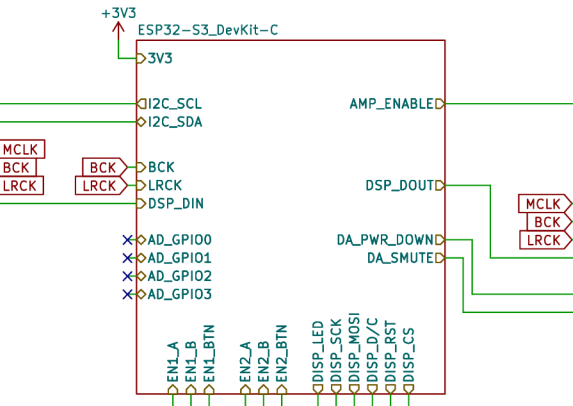 +3V3
ESP32-S3_DevKit-C
3V3
I2C_SCL
AMP_ENABLE
I2C_SDA
MCLK
BCK
BCK
BCK
LRCK
LRCK
LRCK
DSP_DOUT
DSP_DIN
MCLK
BCK
LRCK
AD_GPIO0
DA_PWR_DOWN
AD_GPIO1
DA_SMUTE
AD_GPIO2
AD_GPIO3
EN1_A
EN1_B
EN1_BTN
EN2_A
EN2_B
EN2_BTN
DISP_LED
DISP_SCK
DISP_MOSI
DISP_D/C
DISP_RST
DISP_CS